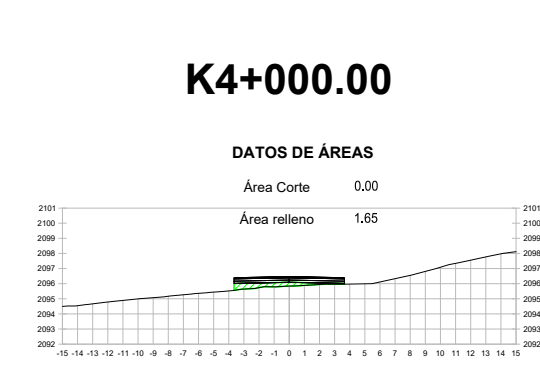 K4+000.00
DATOS DE ÁREAS
Área Corte 0.00
Área relleno 1.65
2101 2101
2100 2100
2099 2099
2098 2098
2097 2097
2096 2096
2095 2095
2094 2094
2093 2093
2092 2092
-15 -14 -13 -12 -11 -10 -9 -8 -7 -6 -5 -4 -3 -2 -1 0 1 2 3 4 5 6 7 8 9 10 11 12 13 14 15